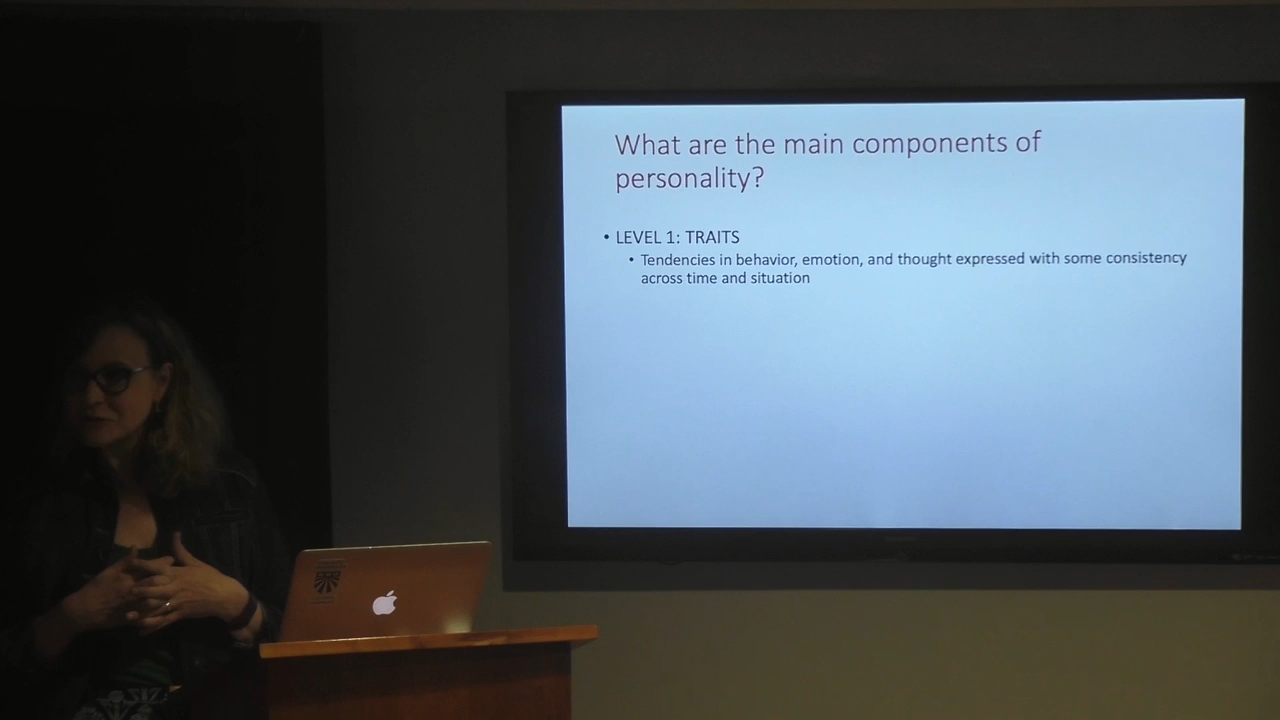 What are the main components of
personality?
• LEVEL 1: TRAITS
• Tendencies in behavior, emotion, and thought expressed with some consistency
across time and situation